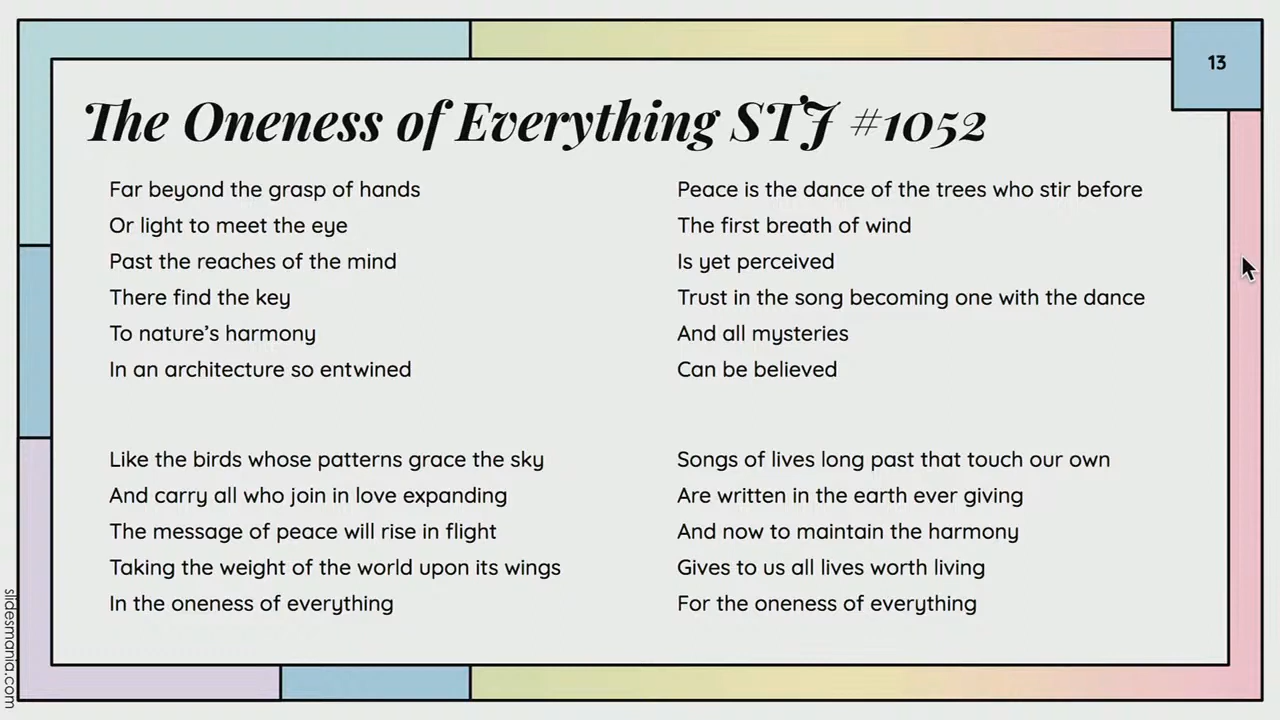 13
The Oneness of Everything STJ #1052
Far beyond the grasp of hands
Or light to meet the eye
Past the reaches of the mind
There find the key
To nature’s harmony
In an architecture so entwined
Like the birds whose patterns grace the sky
And carry all who join in love expanding
The message of peace will rise in flight
Taking the weight of the world upon its wings
In the oneness of everything
Peace is the dance of the trees who stir before
The first breath of wind
Is yet perceived
Trust in the song becoming one with the dance
And all mysteries
Can be believed
Songs of lives long past that touch our own
Are written in the earth ever giving
And now to maintain the harmony
Gives to us all lives worth living
For the oneness of everything
slidesmania.com